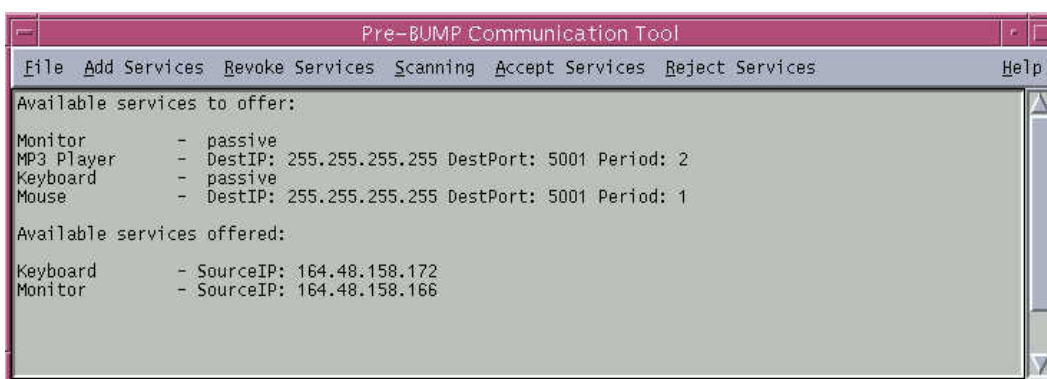 Pre-BUMP Communication Tool
File Add Services Revoke Services Scanning Accept Services Reject Services Help
Available services to offer:
Monitor - passive
MP3 Player - DestIP: 255.255.255.255 DestPort: 5001 Period: 2
Keyboard - passive
Mouse - DestIP: 255.255.255.255 DestPort: 5001 Period: 1
Available services offered:
Keyboard - SourceIP: 164.48.158.172
Monitor - SourceIP: 164.48.158.166